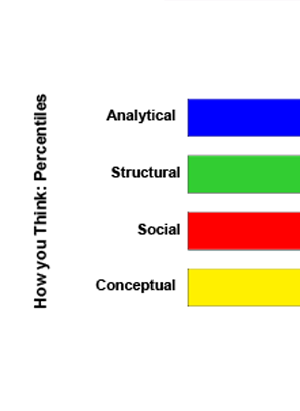 How you Think: Percentiles
Analytical
Structural
Social
Conceptual